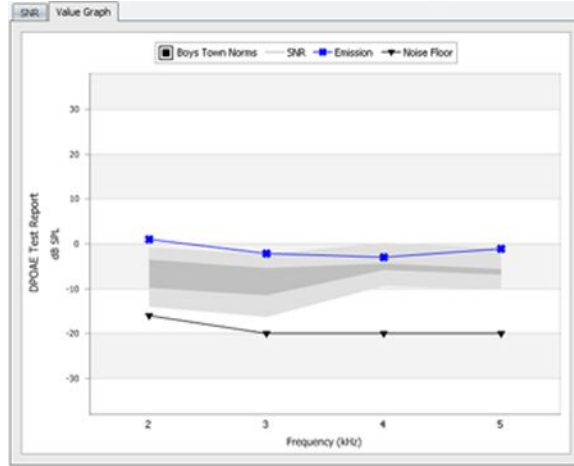 SNR Value Graph
Boys Town Norms SNR Emission Noise Floor
30
20
10
0
-10
-20
-30
DPOAE Test Report
dB SPL
2 3 4 5
Frequency (kHz)